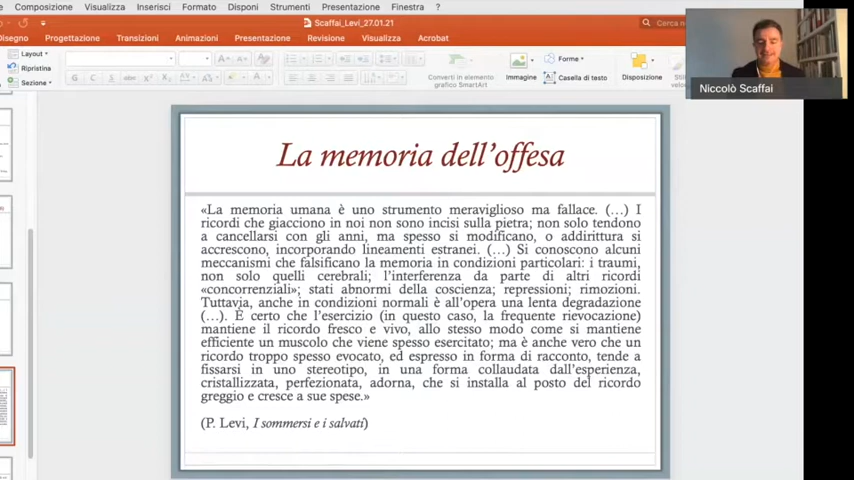 Composizione Visualizza Inserisci Formato Disponi Strumenti Presentazione Finestra ?
Scaffai_Levi_27.01.21
Cerca ne
Disegno Progettazione Transizioni Animazioni Presentazione Revisione Visualizza Acrobat
Layout
Ripristina
Sezione
G C S abc X² X₂
Converti in elemento
grafico SmartArt
Immagine
Forme
Casella di testo
Disposizione
Niccolò Scaffai
La memoria dell'offesa
«La memoria umana è uno strumento meraviglioso ma fallace. (…) I
ricordi che giacciono in noi non sono incisi sulla pietra; non solo tendono
a cancellarsi con gli anni, ma spesso si modificano, o addirittura si
accrescono, incorporando lineamenti estranei. (…) Si conoscono alcuni
meccanismi che falsificano la memoria in condizioni particolari: i traumi,
non solo quelli cerebrali; l'interferenza da parte di altri ricordi
«concorrenziali»; stati abnormi della coscienza; repressioni; rimozioni.
Tuttavia, anche in condizioni normali è all'opera una lenta degradazione
(…). È certo che l'esercizio (in questo caso, la frequente rievocazione)
mantiene il ricordo fresco e vivo, allo stesso modo come si mantiene
efficiente un muscolo che viene spesso esercitato; ma è anche vero che un
ricordo troppo spesso evocato, ed espresso in forma di racconto, tende a
fissarsi in uno stereotipo, in una forma collaudata dall'esperienza,
cristallizzata, perfezionata, adorna, che si installa al posto del ricordo
greggio e cresce a sue spese.»
(P. Levi, I sommersi e i salvati)